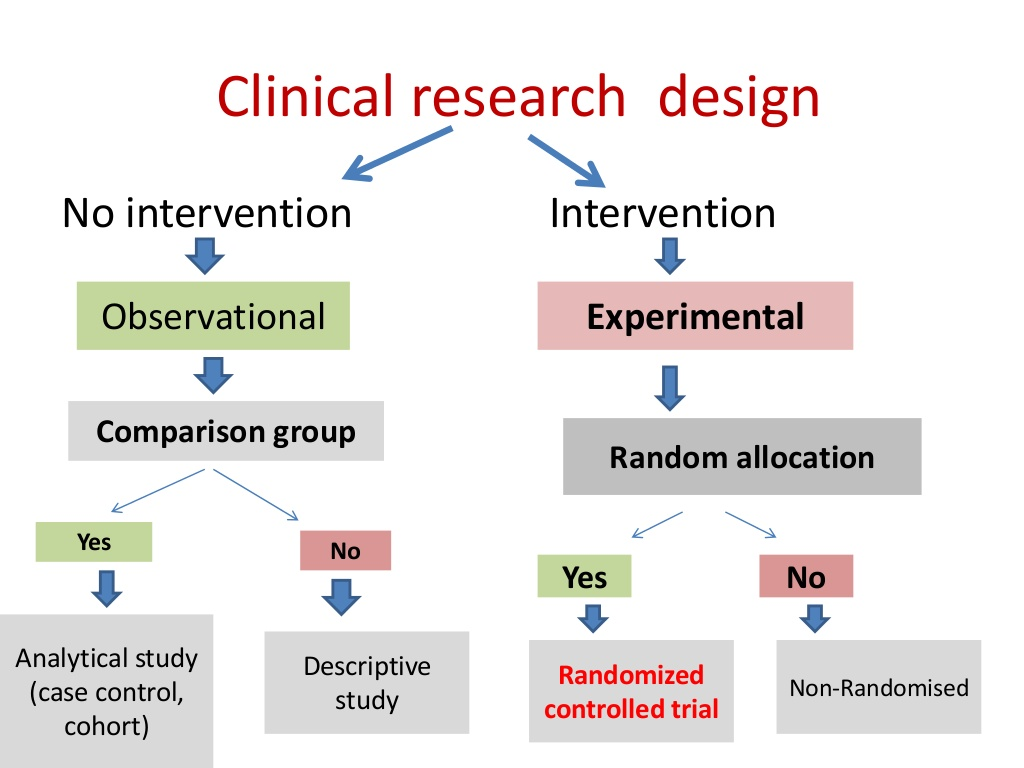 Clinical research  design
No intervention
Intervention
Observational
Experimental
Comparison group
Random allocation
Yes
No
Yes
No
Analytical study
(case control,
cohort)
Descriptive
study
Randomized
controlled trial
Non-Randomised